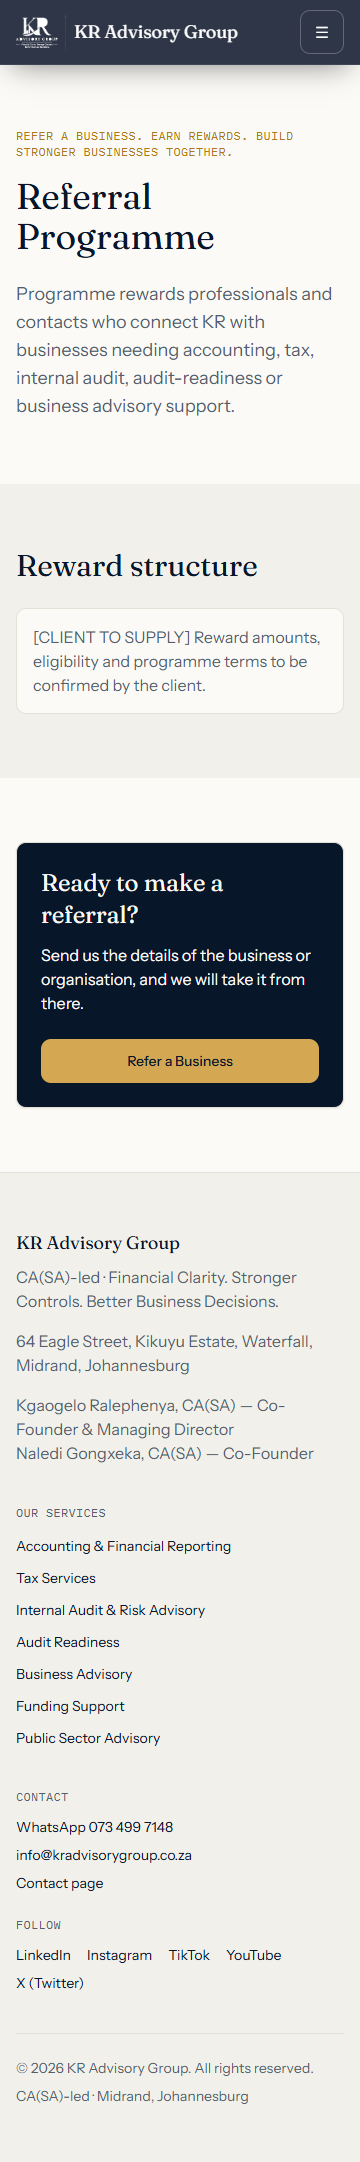 KR
ADVISORY GROUP
KR Advisory Group
☰
REFER A BUSINESS. EARN REWARDS. BUILD
STRONGER BUSINESSES TOGETHER.
Referral
Programme
Programme rewards professionals and
contacts who connect KR with
businesses needing accounting, tax,
internal audit, audit-readiness or
business advisory support.
Reward structure
[CLIENT TO SUPPLY] Reward amounts,
eligibility and programme terms to be
confirmed by the client.
Ready to make a
referral?
Send us the details of the business or
organisation, and we will take it from
there.
Refer a Business
KR Advisory Group
CA(SA)-led · Financial Clarity. Stronger
Controls. Better Business Decisions.
64 Eagle Street, Kikuyu Estate, Waterfall,
Midrand, Johannesburg
Kgaogelo Ralephenya, CA(SA) — Co-
Founder & Managing Director
Naledi Gongxeka, CA(SA) — Co-Founder
OUR SERVICES
Accounting & Financial Reporting
Tax Services
Internal Audit & Risk Advisory
Audit Readiness
Business Advisory
Funding Support
Public Sector Advisory
CONTACT
WhatsApp 073 499 7148
info@kradvisorygroup.co.za
Contact page
FOLLOW
LinkedIn Instagram TikTok YouTube
X (Twitter)
© 2026 KR Advisory Group. All rights reserved.
CA(SA)-led · Midrand, Johannesburg